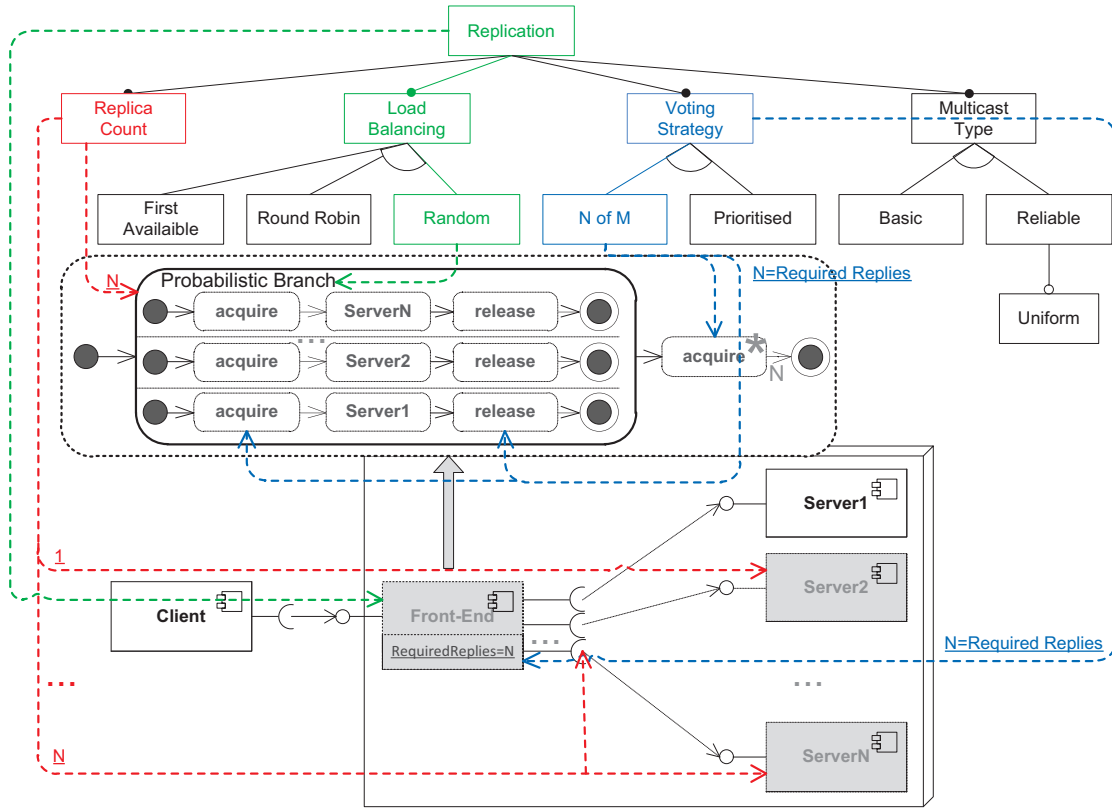 Replication
Replica
Count
Load
Balancing
Voting
Strategy
Multicast
Type
First
Availaible
Round Robin
Random
N of M
Prioritised
Basic
Reliable
Uniform
N
Probabilistic Branch
N=Required Replies
acquire
ServerN
release
...
acquire
Server2
release
acquire*
N
acquire
Server1
release
Server1
1
Server2
Client
Front-End
...
RequiredReplies=N
N=Required Replies
...
...
N
ServerN